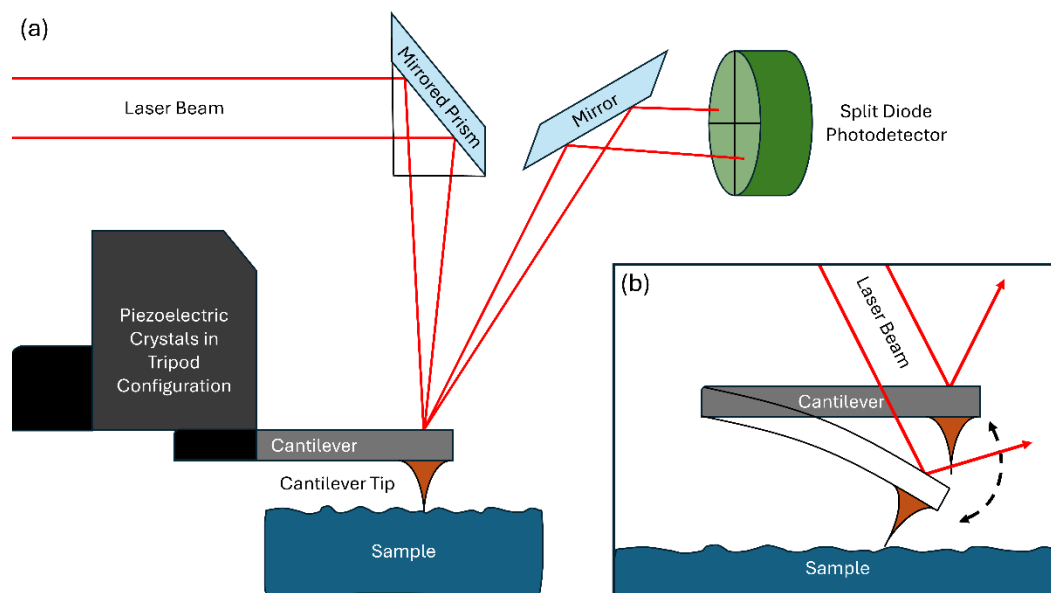 (a)
Laser Beam
Mirrored Prism
Mirror
Split Diode
Photodetector
Piezoelectric
Crystals in
Tripod
Configuration
Cantilever
Cantilever Tip
Sample
(b)
Laser Beam
Cantilever
Sample